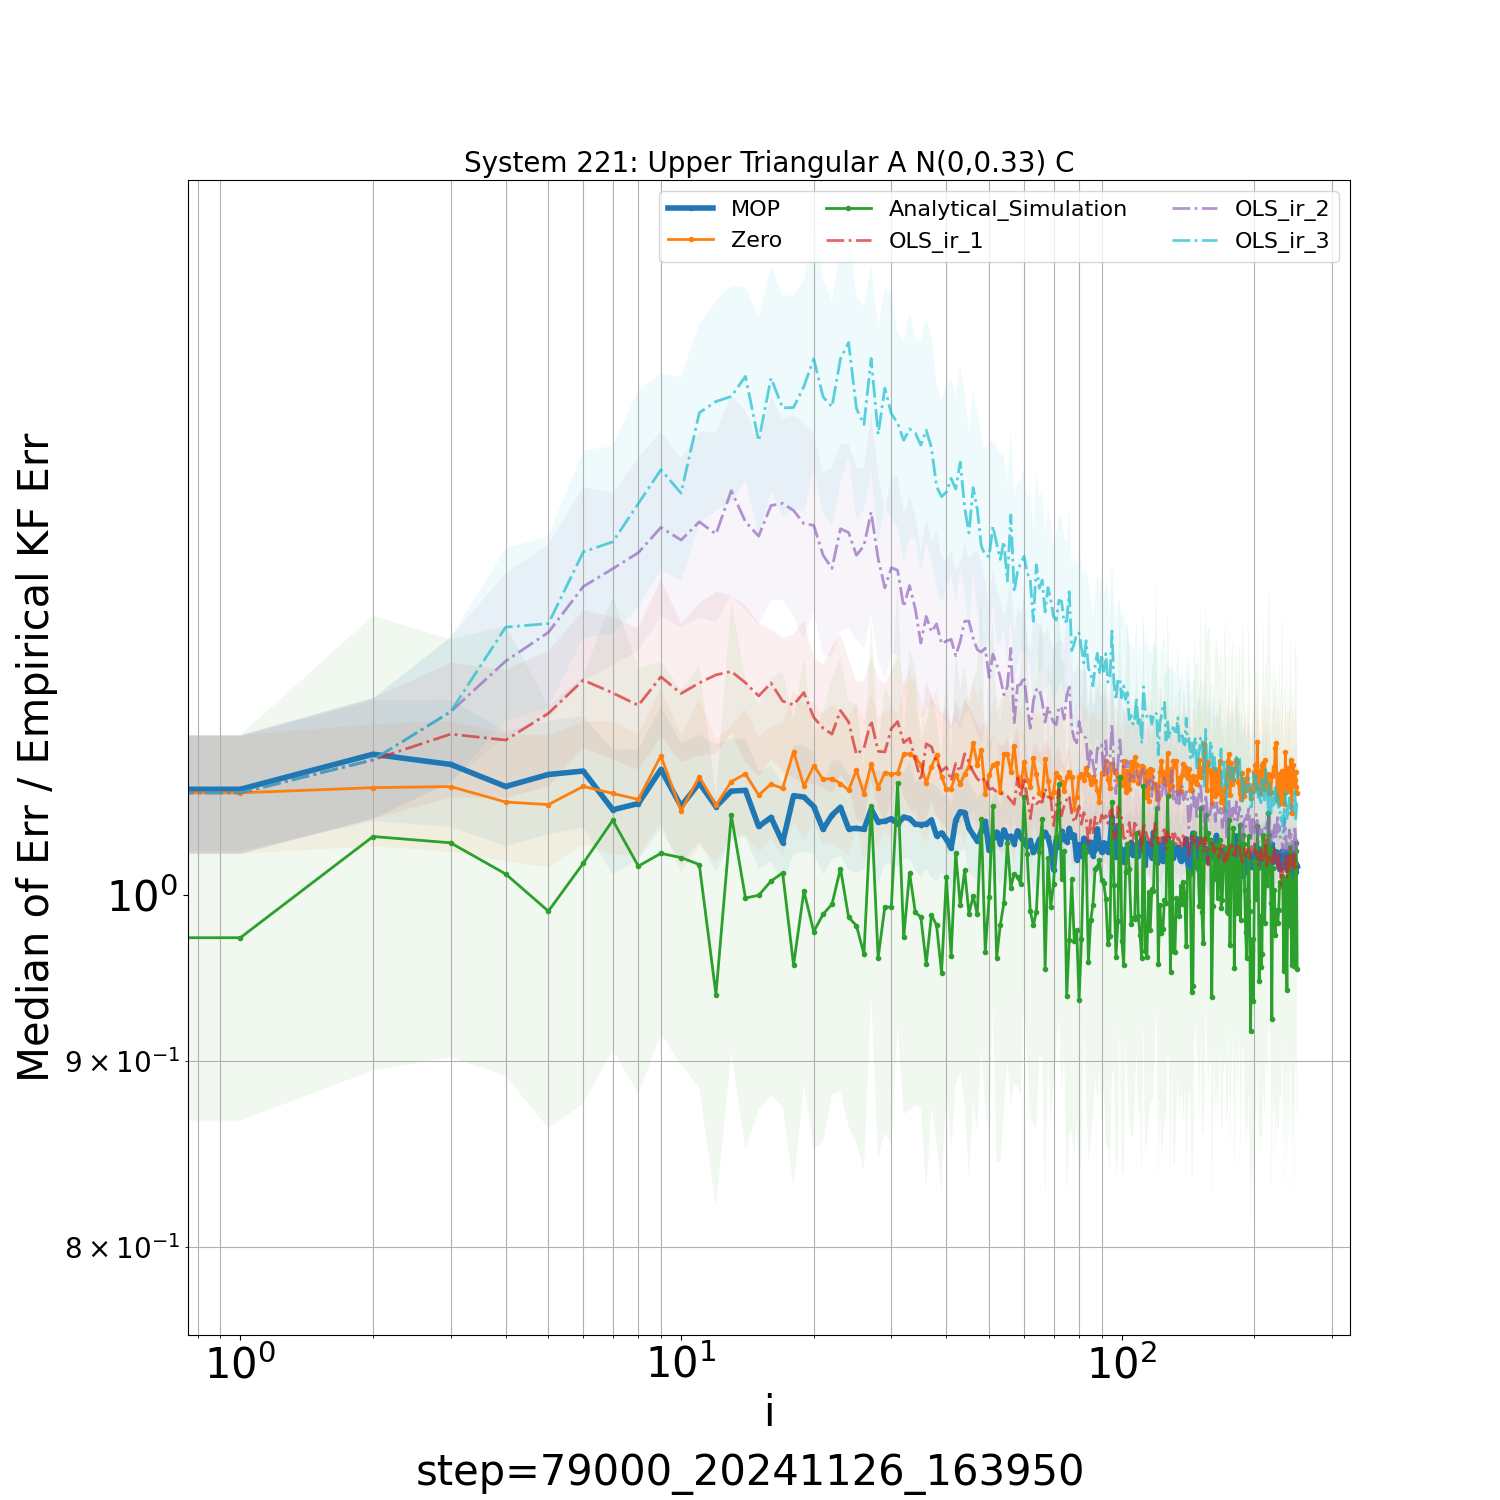 System 221: Upper Triangular A N(0,0.33) C
MOP
Zero
Analytical_Simulation
OLS_ir_1
OLS_ir_2
OLS_ir_3
Median of Err / Empirical KF Err
10⁰
9 × 10⁻¹
8 × 10⁻¹
10⁰
10¹
10²
i
step=79000_20241126_163950